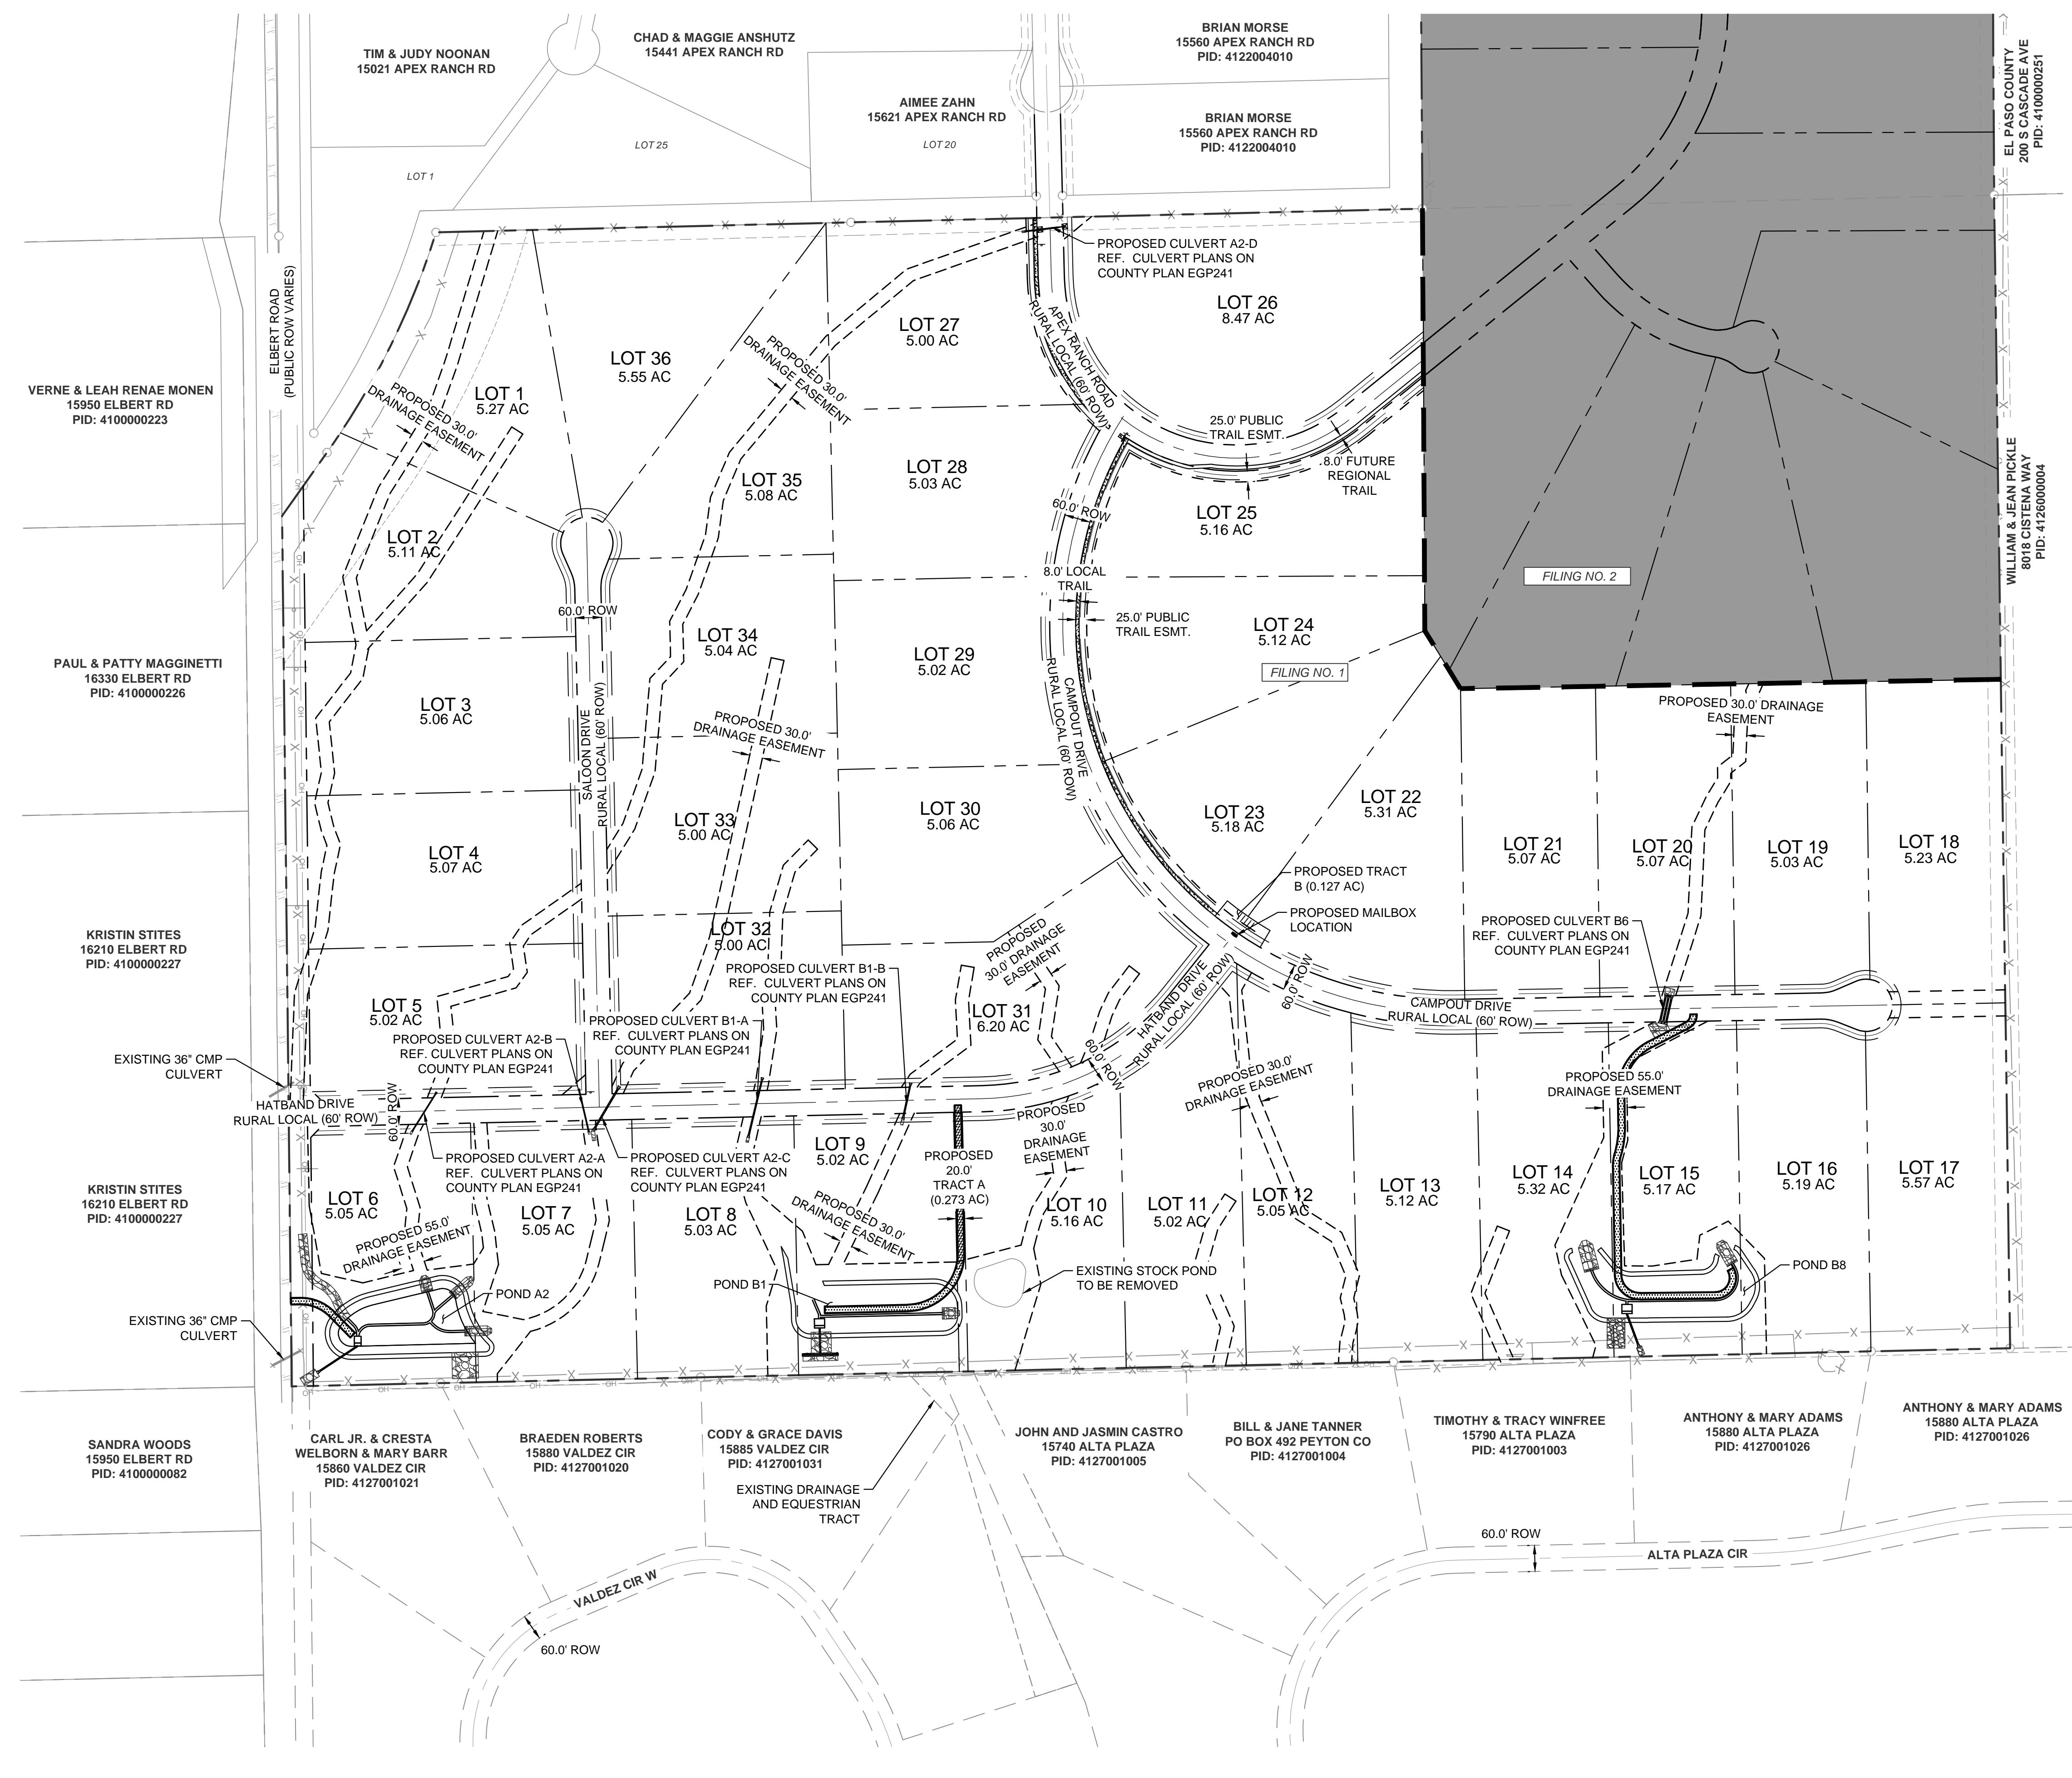 TIM & JUDY NOONAN
15021 APEX RANCH RD
CHAD & MAGGIE ANSHUTZ
15441 APEX RANCH RD
BRIAN MORSE
15560 APEX RANCH RD
PID: 4122004010
AIMEE ZAHN
15621 APEX RANCH RD
BRIAN MORSE
15560 APEX RANCH RD
PID: 4122004010
LOT 1
LOT 25
LOT 20
EL PASO COUNTY
200 S CASCADE AVE
PID: 4100000251
WILLIAM & JEAN PICKLE
8018 CISTENA WAY
PID: 4126000004
ELBERT ROAD
(PUBLIC ROW VARIES)
VERNE & LEAH RENAE MONEN
15950 ELBERT RD
PID: 4100000223
PAUL & PATTY MAGGINETTI
16330 ELBERT RD
PID: 4100000226
KRISTIN STITES
16210 ELBERT RD
PID: 4100000227
KRISTIN STITES
16210 ELBERT RD
PID: 4100000227
SANDRA WOODS
15950 ELBERT RD
PID: 4100000082
PROPOSED CULVERT A2-D
REF. CULVERT PLANS ON
COUNTY PLAN EGP241
LOT 26
8.47 AC
LOT 27
5.00 AC
LOT 36
5.55 AC
LOT 1
5.27 AC
PROPOSED 30.0'
DRAINAGE EASEMENT
PROPOSED 30.0'
DRAINAGE EASEMENT
APEX RANCH ROAD
RURAL LOCAL (60' ROW)
25.0' PUBLIC
TRAIL ESMT.
8.0' FUTURE
REGIONAL
TRAIL
LOT 35
5.08 AC
LOT 28
5.03 AC
LOT 25
5.16 AC
60.0' ROW
LOT 2
5.11 AC
8.0' LOCAL
TRAIL
25.0' PUBLIC
TRAIL ESMT.
FILING NO. 2
60.0' ROW
LOT 34
5.04 AC
LOT 29
5.02 AC
LOT 24
5.12 AC
FILING NO. 1
CAMPOUT DRIVE
RURAL LOCAL (60' ROW)
LOT 3
5.06 AC
SALOON DRIVE
RURAL LOCAL (60' ROW)
PROPOSED 30.0'
DRAINAGE EASEMENT
PROPOSED 30.0' DRAINAGE
EASEMENT
LOT 33
5.00 AC
LOT 30
5.06 AC
LOT 23
5.18 AC
LOT 22
5.31 AC
LOT 21
5.07 AC
LOT 20
5.07 AC
LOT 19
5.03 AC
LOT 18
5.23 AC
LOT 4
5.07 AC
PROPOSED TRACT
B (0.127 AC)
PROPOSED MAILBOX
LOCATION
PROPOSED CULVERT B6
REF. CULVERT PLANS ON
COUNTY PLAN EGP241
LOT 32
5.00 AC
PROPOSED
30.0' DRAINAGE
EASEMENT
PROPOSED CULVERT B1-B
REF. CULVERT PLANS ON
COUNTY PLAN EGP241
LOT 5
5.02 AC
LOT 31
6.20 AC
HATBAND DRIVE
RURAL LOCAL (60' ROW)
60.0' ROW
60.0' ROW
CAMPOUT DRIVE
RURAL LOCAL (60' ROW)
PROPOSED CULVERT A2-B
REF. CULVERT PLANS ON
COUNTY PLAN EGP241
PROPOSED CULVERT B1-A
REF. CULVERT PLANS ON
COUNTY PLAN EGP241
EXISTING 36" CMP
CULVERT
HATBAND DRIVE
RURAL LOCAL (60' ROW)
60.0' ROW
PROPOSED 30.0'
DRAINAGE EASEMENT
PROPOSED 55.0'
DRAINAGE EASEMENT
PROPOSED
30.0'
DRAINAGE
EASEMENT
PROPOSED CULVERT A2-A
REF. CULVERT PLANS ON
COUNTY PLAN EGP241
PROPOSED CULVERT A2-C
REF. CULVERT PLANS ON
COUNTY PLAN EGP241
LOT 9
5.02 AC
PROPOSED
20.0'
TRACT A
(0.273 AC)
LOT 6
5.05 AC
LOT 7
5.05 AC
LOT 8
5.03 AC
LOT 10
5.16 AC
LOT 11
5.02 AC
LOT 12
5.05 AC
LOT 13
5.12 AC
LOT 14
5.32 AC
LOT 15
5.17 AC
LOT 16
5.19 AC
LOT 17
5.57 AC
PROPOSED 55.0'
DRAINAGE EASEMENT
PROPOSED 30.0'
DRAINAGE EASEMENT
POND A2
POND B1
EXISTING STOCK POND
TO BE REMOVED
POND B8
EXISTING 36" CMP
CULVERT
CARL JR. & CRESTA
WELBORN & MARY BARR
15860 VALDEZ CIR
PID: 4127001021
BRAEDEN ROBERTS
15880 VALDEZ CIR
PID: 4127001020
CODY & GRACE DAVIS
15885 VALDEZ CIR
PID: 4127001031
JOHN AND JASMIN CASTRO
15740 ALTA PLAZA
PID: 4127001005
BILL & JANE TANNER
PO BOX 492 PEYTON CO
PID: 4127001004
TIMOTHY & TRACY WINFREE
15790 ALTA PLAZA
PID: 4127001003
ANTHONY & MARY ADAMS
15880 ALTA PLAZA
PID: 4127001026
ANTHONY & MARY ADAMS
15880 ALTA PLAZA
PID: 4127001026
EXISTING DRAINAGE
AND EQUESTRIAN
TRACT
VALDEZ CIR W
60.0' ROW
60.0' ROW
ALTA PLAZA CIR